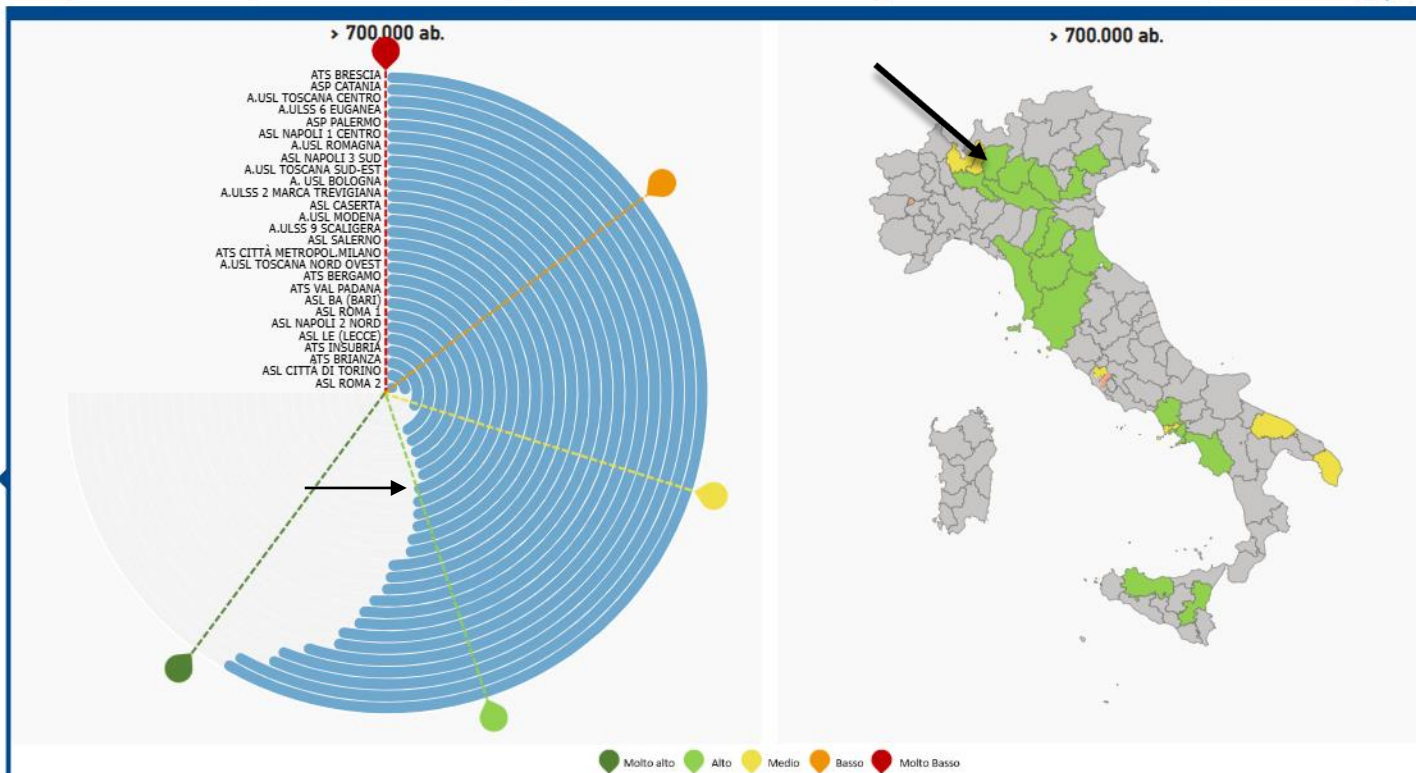 > 700.000 ab.
ATS BRESCIA
ASP CATANIA
A.USL TOSCANA CENTRO
A.ULSS 6 EUGANEA
ASP PALERMO
ASL NAPOLI 1 CENTRO
A.USL ROMAGNA
ASL NAPOLI 3 SUD
A.USL TOSCANA SUD-EST
A. USL BOLOGNA
A.ULSS 2 MARCA TREVIGIANA
ASL CASERTA
A.USL MODENA
A.ULSS 9 SCALIGERA
ASL SALERNO
ATS CITTÀ METROPOL.MILANO
A.USL TOSCANA NORD OVEST
ATS BERGAMO
ATS VAL PADANA
ASL BA (BARI)
ASL ROMA 1
ASL NAPOLI 2 NORD
ASL LE (LECCE)
ATS INSUBRIA
ATS BRIANZA
ASL CITTÀ DI TORINO
ASL ROMA 2
> 700.000 ab.
Molto alto Alto Medio Basso Molto Basso